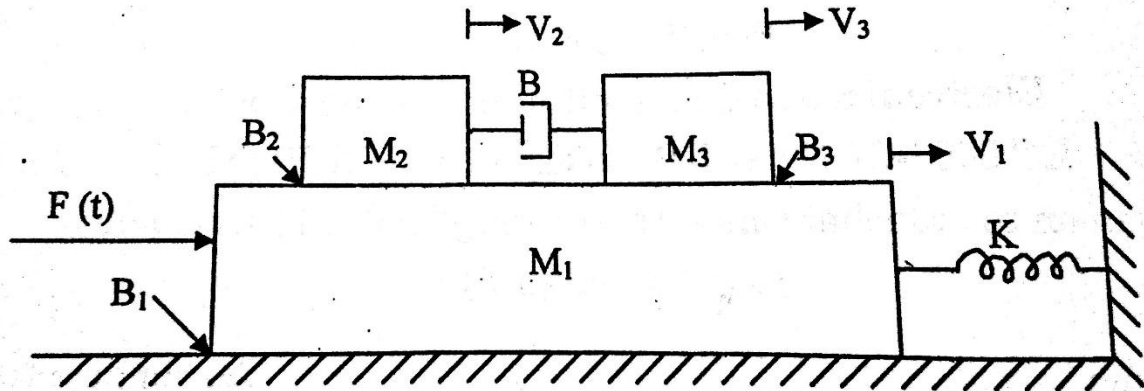 V₂ V₃
B
B₂ M₂ M₃ B₃ V₁
F (t)
M₁ K
B₁